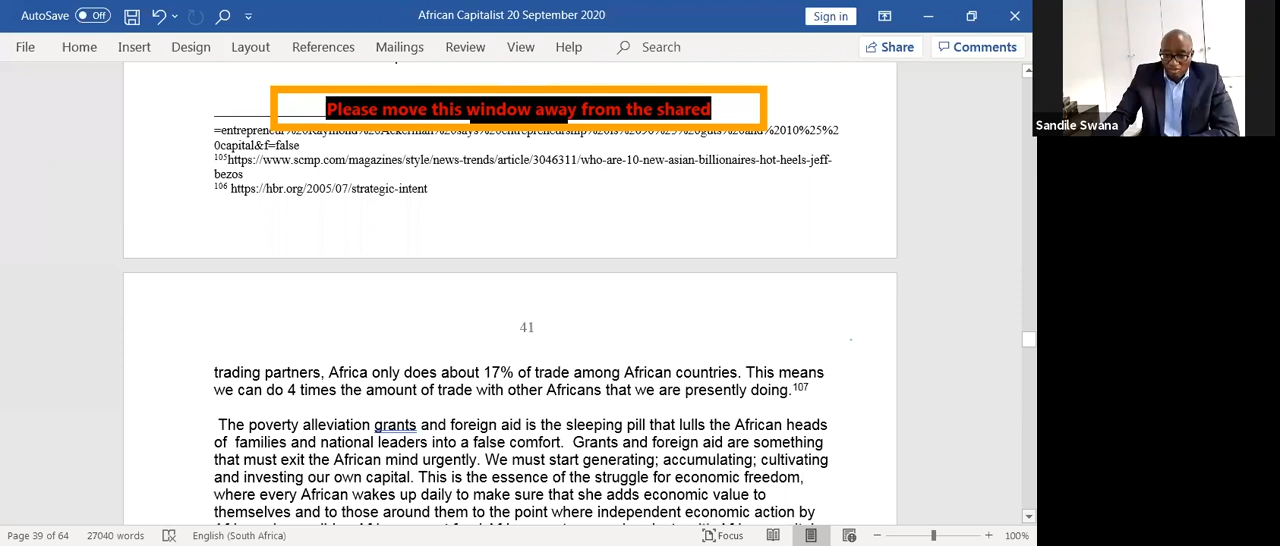 AutoSave Off African Capitalist 20 September 2020 Sign in
File Home Insert Design Layout References Mailings Review View Help Search Share Comments
Please move this window away from the shared
0capital&f=false
105https://www.scmp.com/magazines/style/news-trends/article/3046311/who-are-10-new-asian-billionaires-hot-heels-jeff-
bezos
106 https://hbr.org/2005/07/strategic-intent
41
trading partners, Africa only does about 17% of trade among African countries. This means
we can do 4 times the amount of trade with other Africans that we are presently doing.107
The poverty alleviation grants and foreign aid is the sleeping pill that lulls the African heads
of families and national leaders into a false comfort. Grants and foreign aid are something
that must exit the African mind urgently. We must start generating; accumulating; cultivating
and investing our own capital. This is the essence of the struggle for economic freedom,
where every African wakes up daily to make sure that she adds economic value to
themselves and to those around them to the point where independent economic action by
Page 39 of 64 27040 words English (South Africa) Focus 100%
Sandile Swana